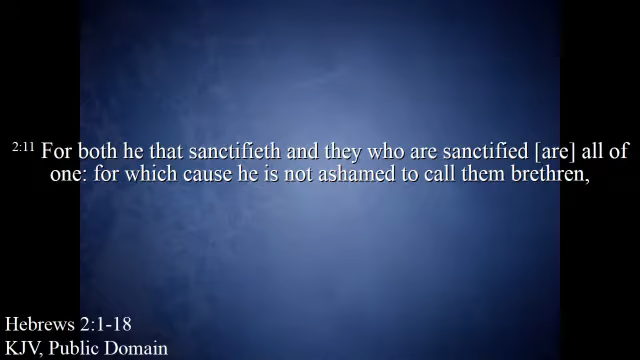 2:11 For both he that sanctifieth and they who are sanctified [are] all of
one: for which cause he is not ashamed to call them brethren,
Hebrews 2:1-18
KJV, Public Domain